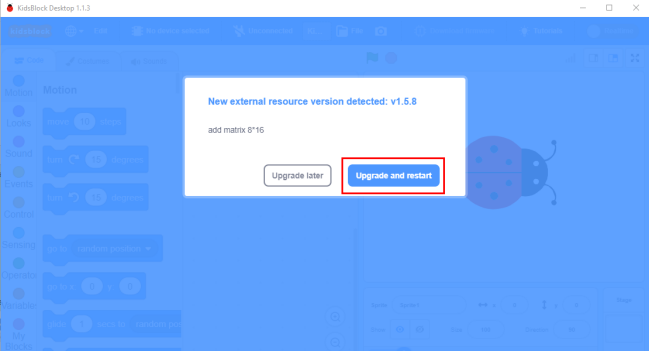 KidsBlock Desktop 1.1.3
New external resource version detected: v1.5.8
add matrix 8*16
Upgrade later
Upgrade and restart
Motion
Motion
move 10 steps
Looks
turn 15 degrees
Sound
Events
turn 15 degrees
Control
Sensing
go to random position
Operator
go to x 0 y 0
Variables
glide 1 secs to random
My
Blocks
Stage